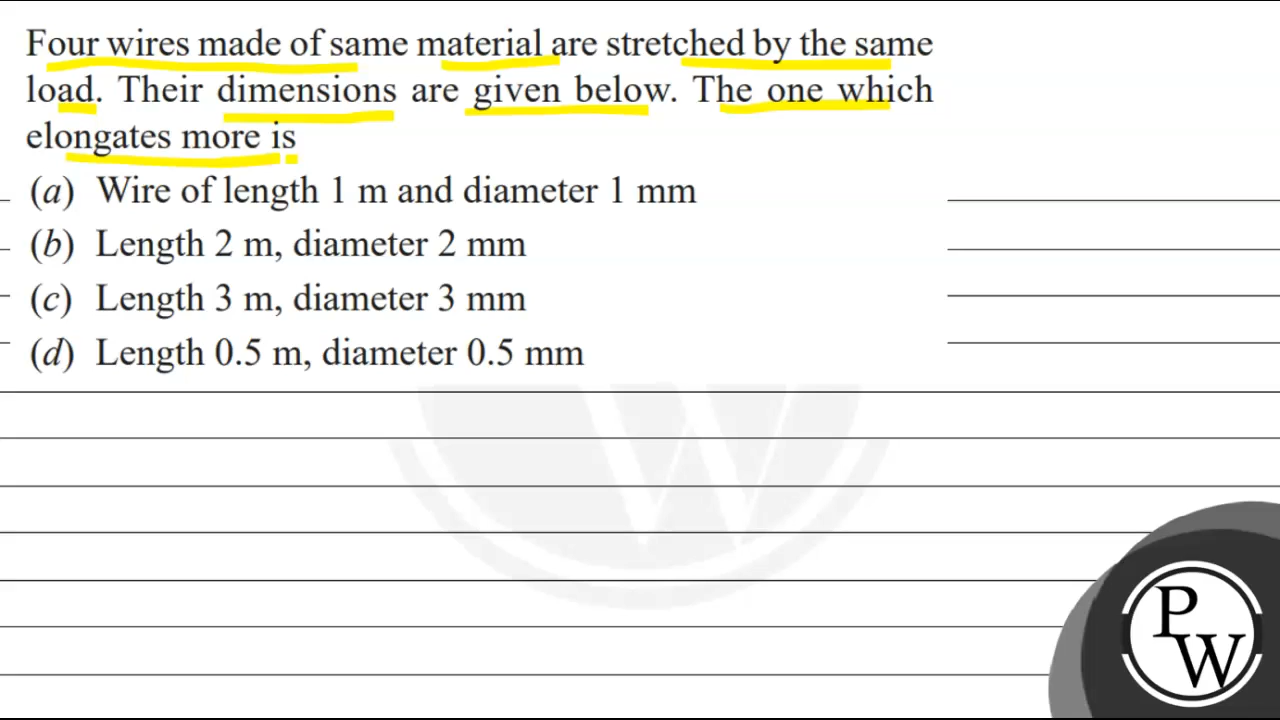 Four wires made of same material are stretched by the same
load. Their dimensions are given below. The one which
elongates more is
(a) Wire of length 1 m and diameter 1 mm
(b) Length 2 m, diameter 2 mm
(c) Length 3 m, diameter 3 mm
(d) Length 0.5 m, diameter 0.5 mm
P
W